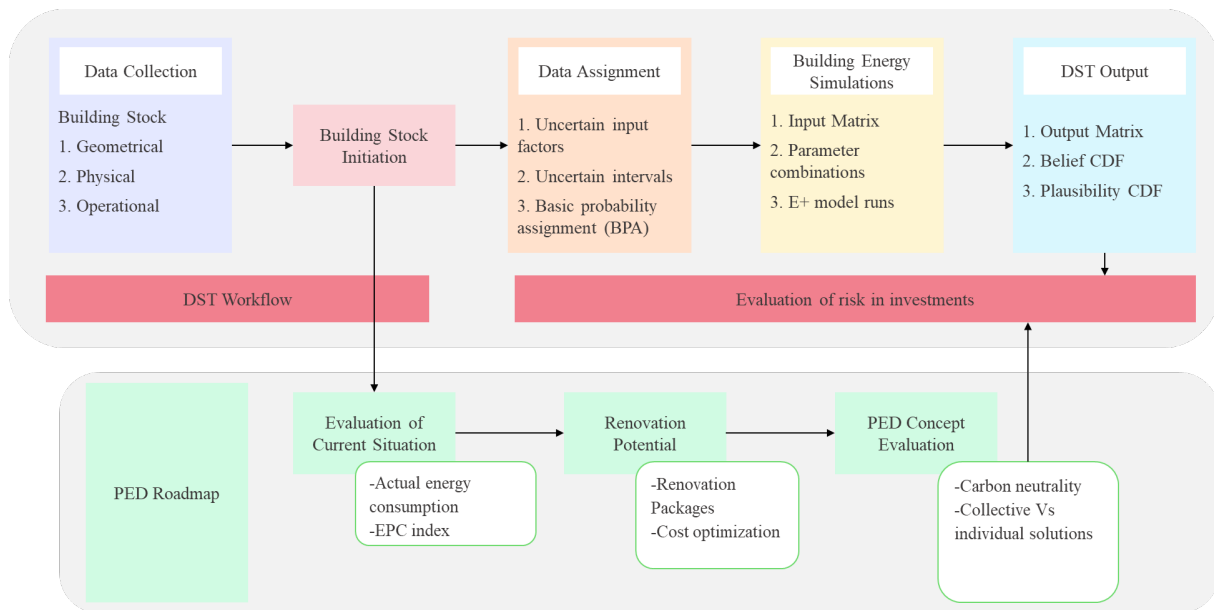 Data Collection
Building Stock
1. Geometrical
2. Physical
3. Operational
Building Stock
Initiation
Data Assignment
1. Uncertain input
factors
2. Uncertain intervals
3. Basic probability
assignment (BPA)
Building Energy
Simulations
1. Input Matrix
2. Parameter
combinations
3. E+ model runs
DST Output
1. Output Matrix
2. Belief CDF
3. Plausibility CDF
DST Workflow
Evaluation of risk in investments
PED Roadmap
Evaluation of
Current Situation
-Actual energy
consumption
-EPC index
Renovation
Potential
-Renovation
Packages
-Cost optimization
PED Concept
Evaluation
-Carbon neutrality
-Collective Vs
individual solutions